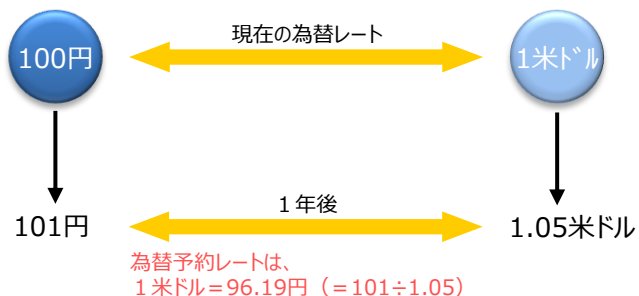 現在の為替レート
100円
1米ドル
1年後
101円
1.05米ドル
為替予約レートは、
1米ドル=96.19円(=101÷1.05)